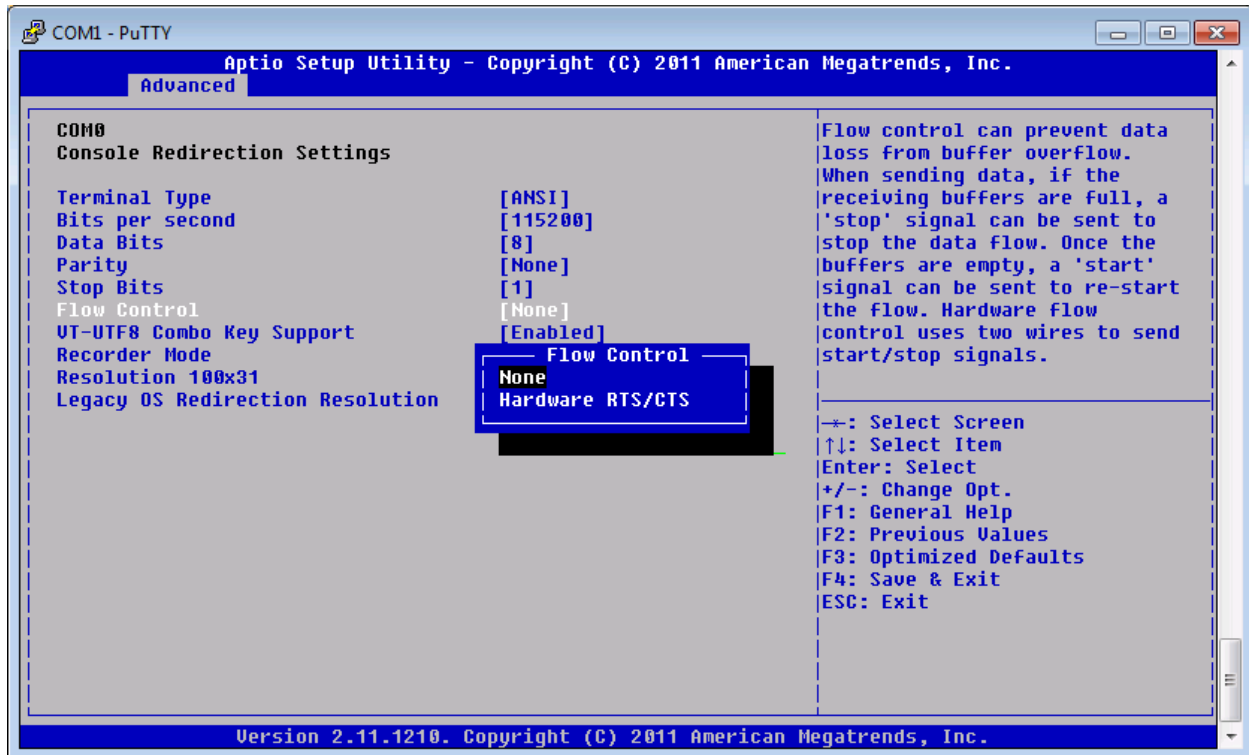 COM1 - PuTTY
Aptio Setup Utility - Copyright (C) 2011 American Megatrends, Inc.
Advanced
COM0
Console Redirection Settings
Terminal Type [ANSI]
Bits per second [115200]
Data Bits [8]
Parity [None]
Stop Bits [1]
Flow Control [None]
VT-UTF8 Combo Key Support [Enabled]
Recorder Mode
Resolution 100x31
Legacy OS Redirection Resolution
Flow Control
None
Hardware RTS/CTS
Flow control can prevent data
loss from buffer overflow.
When sending data, if the
receiving buffers are full, a
'stop' signal can be sent to
stop the data flow. Once the
buffers are empty, a 'start'
signal can be sent to re-start
the flow. Hardware flow
control uses two wires to send
start/stop signals.
→←: Select Screen
↑↓: Select Item
Enter: Select
+/-: Change Opt.
F1: General Help
F2: Previous Values
F3: Optimized Defaults
F4: Save & Exit
ESC: Exit
Version 2.11.1210. Copyright (C) 2011 American Megatrends, Inc.